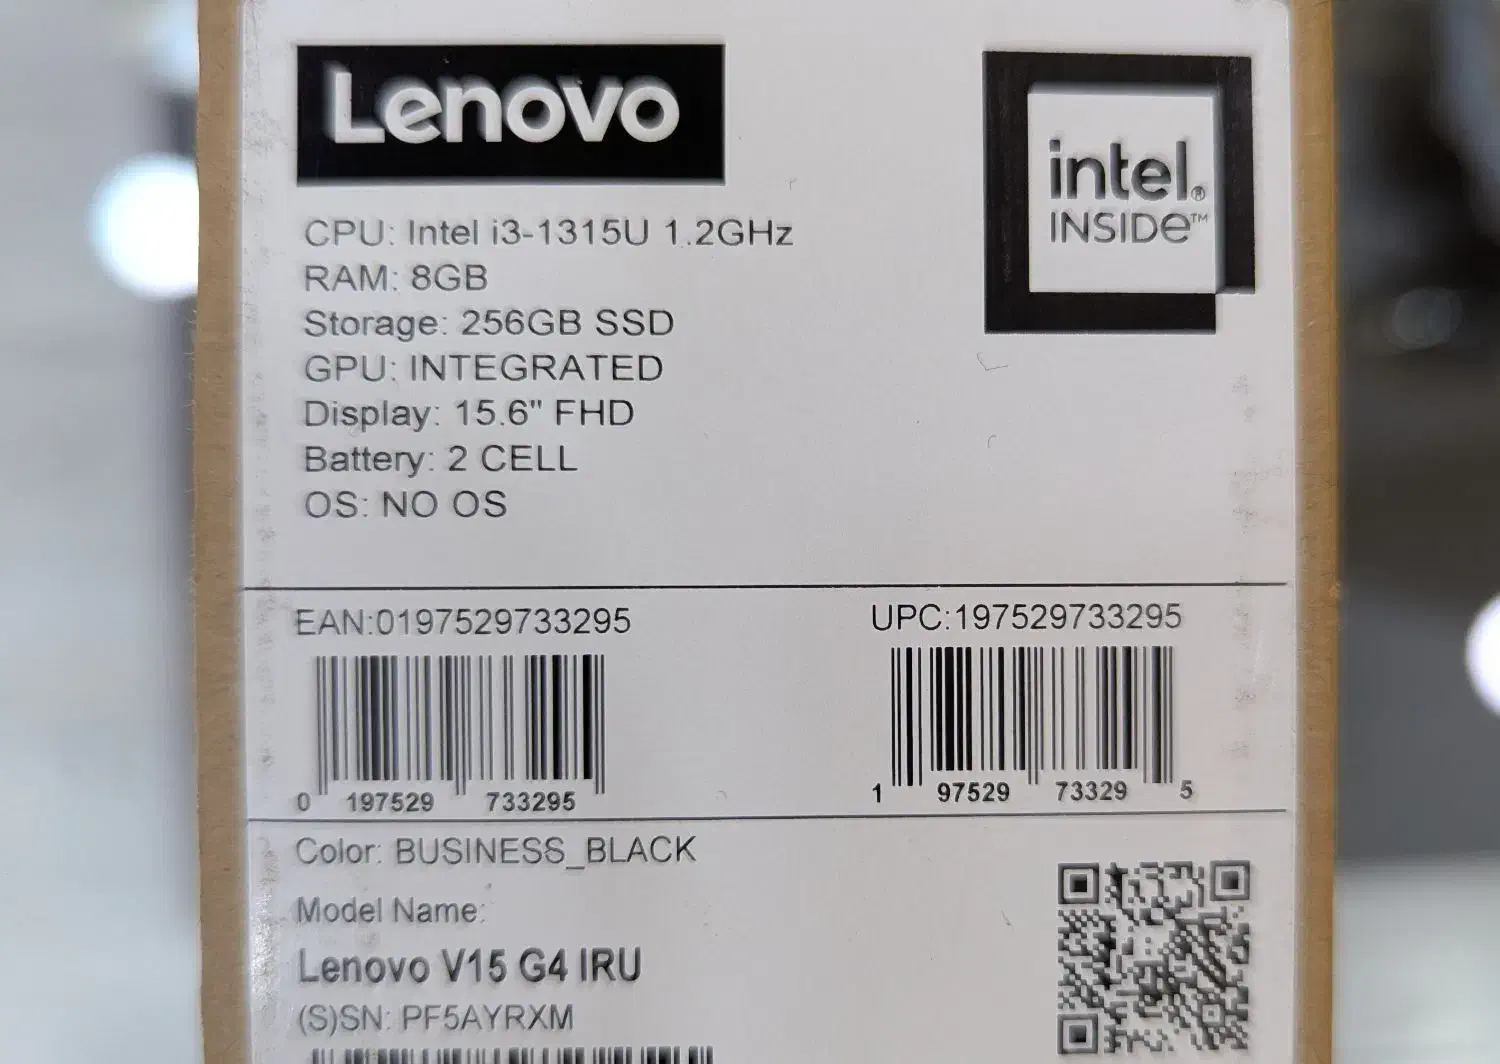 Lenovo
intel®
INSIDE™
CPU: Intel i3-1315U 1.2GHz
RAM: 8GB
Storage: 256GB SSD
GPU: INTEGRATED
Display: 15.6" FHD
Battery: 2 CELL
OS: NO OS
EAN:0197529733295
UPC:197529733295
0 197529 733295
1 97529 73329 5
Color: BUSINESS_BLACK
Model Name:
Lenovo V15 G4 IRU
(S)SN: PF5AYRXM